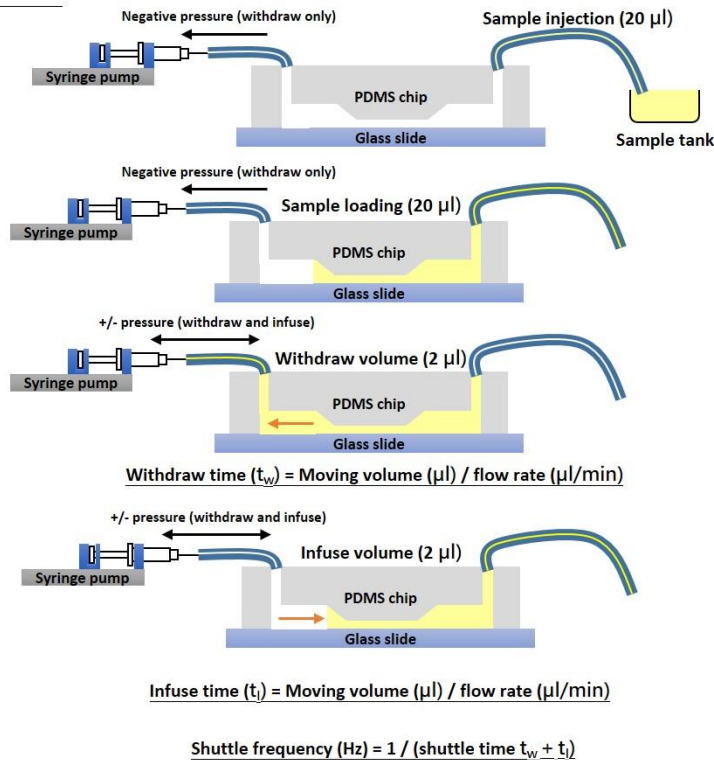 Negative pressure (withdraw only)
Sample injection (20 µl)
Syringe pump
PDMS chip
Glass slide
Sample tank
Negative pressure (withdraw only)
Sample loading (20 µl)
Syringe pump
PDMS chip
Glass slide
+/- pressure (withdraw and infuse)
Withdraw volume (2 µl)
Syringe pump
PDMS chip
Glass slide
Withdraw time (tw) = Moving volume (µl) / flow rate (µl/min)
+/- pressure (withdraw and infuse)
Infuse volume (2 µl)
Syringe pump
PDMS chip
Glass slide
Infuse time (tI) = Moving volume (µl) / flow rate (µl/min)
Shuttle frequency (Hz) = 1 / (shuttle time tw + tI)